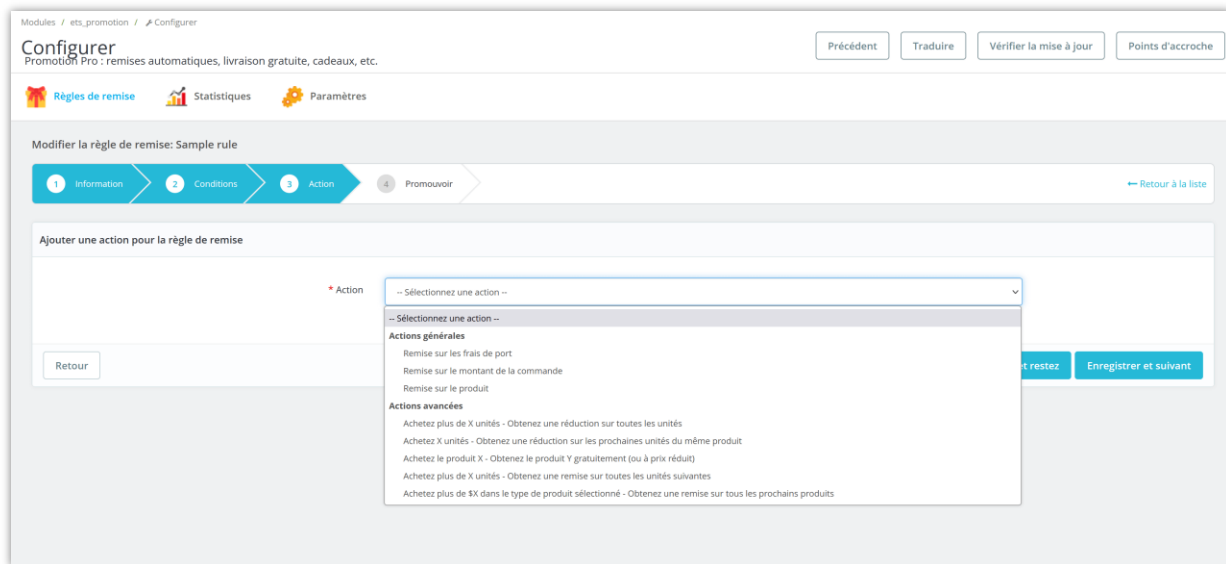 Modules / ets_promotion / Configurer
Configurer
Promotion Pro : remises automatiques, livraison gratuite, cadeaux, etc.
Précédent
Traduire
Vérifier la mise à jour
Points d'accroche
Règles de remise
Statistiques
Paramètres
Modifier la règle de remise: Sample rule
1 Information
2 Conditions
3 Action
4 Promouvoir
Retour à la liste
Ajouter une action pour la règle de remise
* Action
-- Sélectionnez une action --
-- Sélectionnez une action --
Actions générales
Remise sur les frais de port
Remise sur le montant de la commande
Remise sur le produit
Actions avancées
Achetez plus de X unités - Obtenez une réduction sur toutes les unités
Achetez X unités - Obtenez une réduction sur les prochaines unités du même produit
Achetez le produit X - Obtenez le produit Y gratuitement (ou à prix réduit)
Achetez plus de X unités - Obtenez une remise sur toutes les unités suivantes
Achetez plus de $X dans le type de produit sélectionné - Obtenez une remise sur tous les prochains produits
Retour
et restez
Enregistrer et suivant